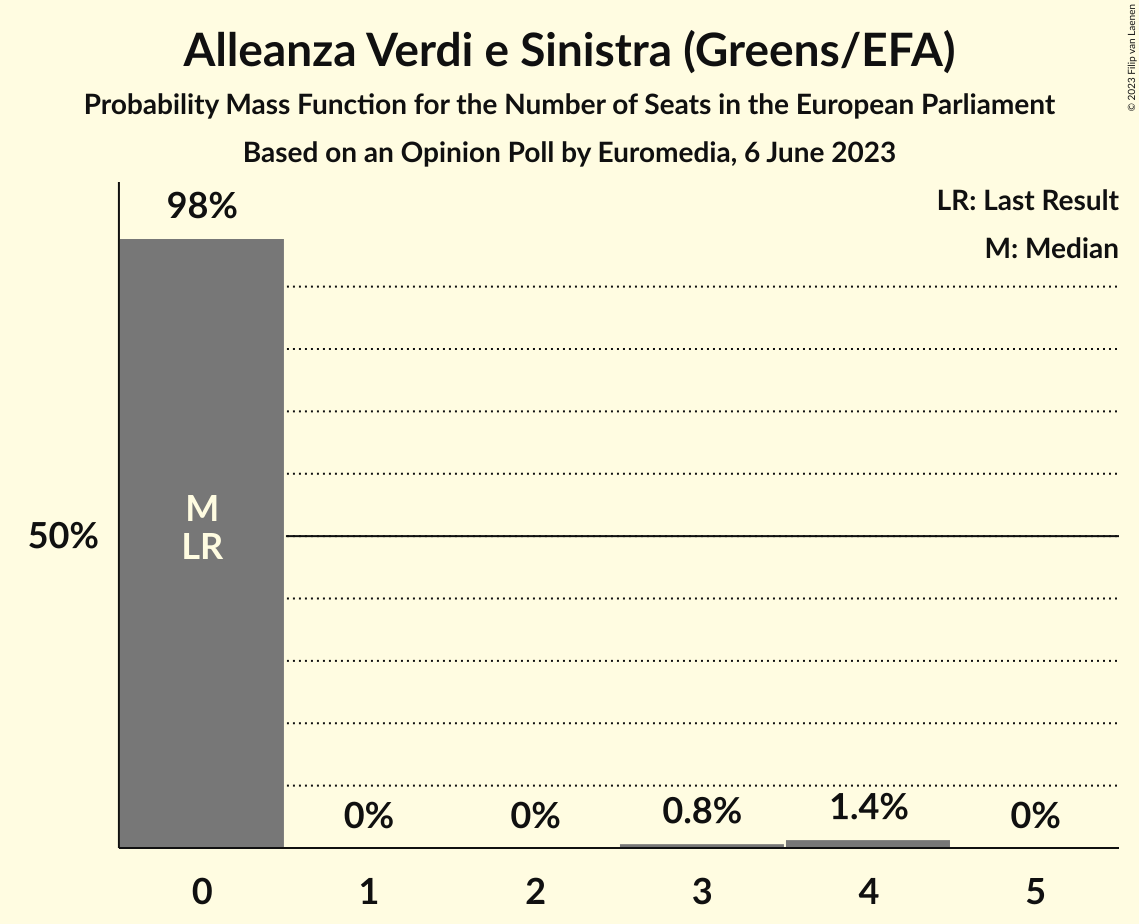 Alleanza Verdi e Sinistra (Greens/EFA)
Probability Mass Function for the Number of Seats in the European Parliament
Based on an Opinion Poll by Euromedia, 6 June 2023
© 2023 Filip van Laenen
LR: Last Result
M: Median
98%
M
LR
50%
0%
0%
0.8%
1.4%
0%
0
1
2
3
4
5